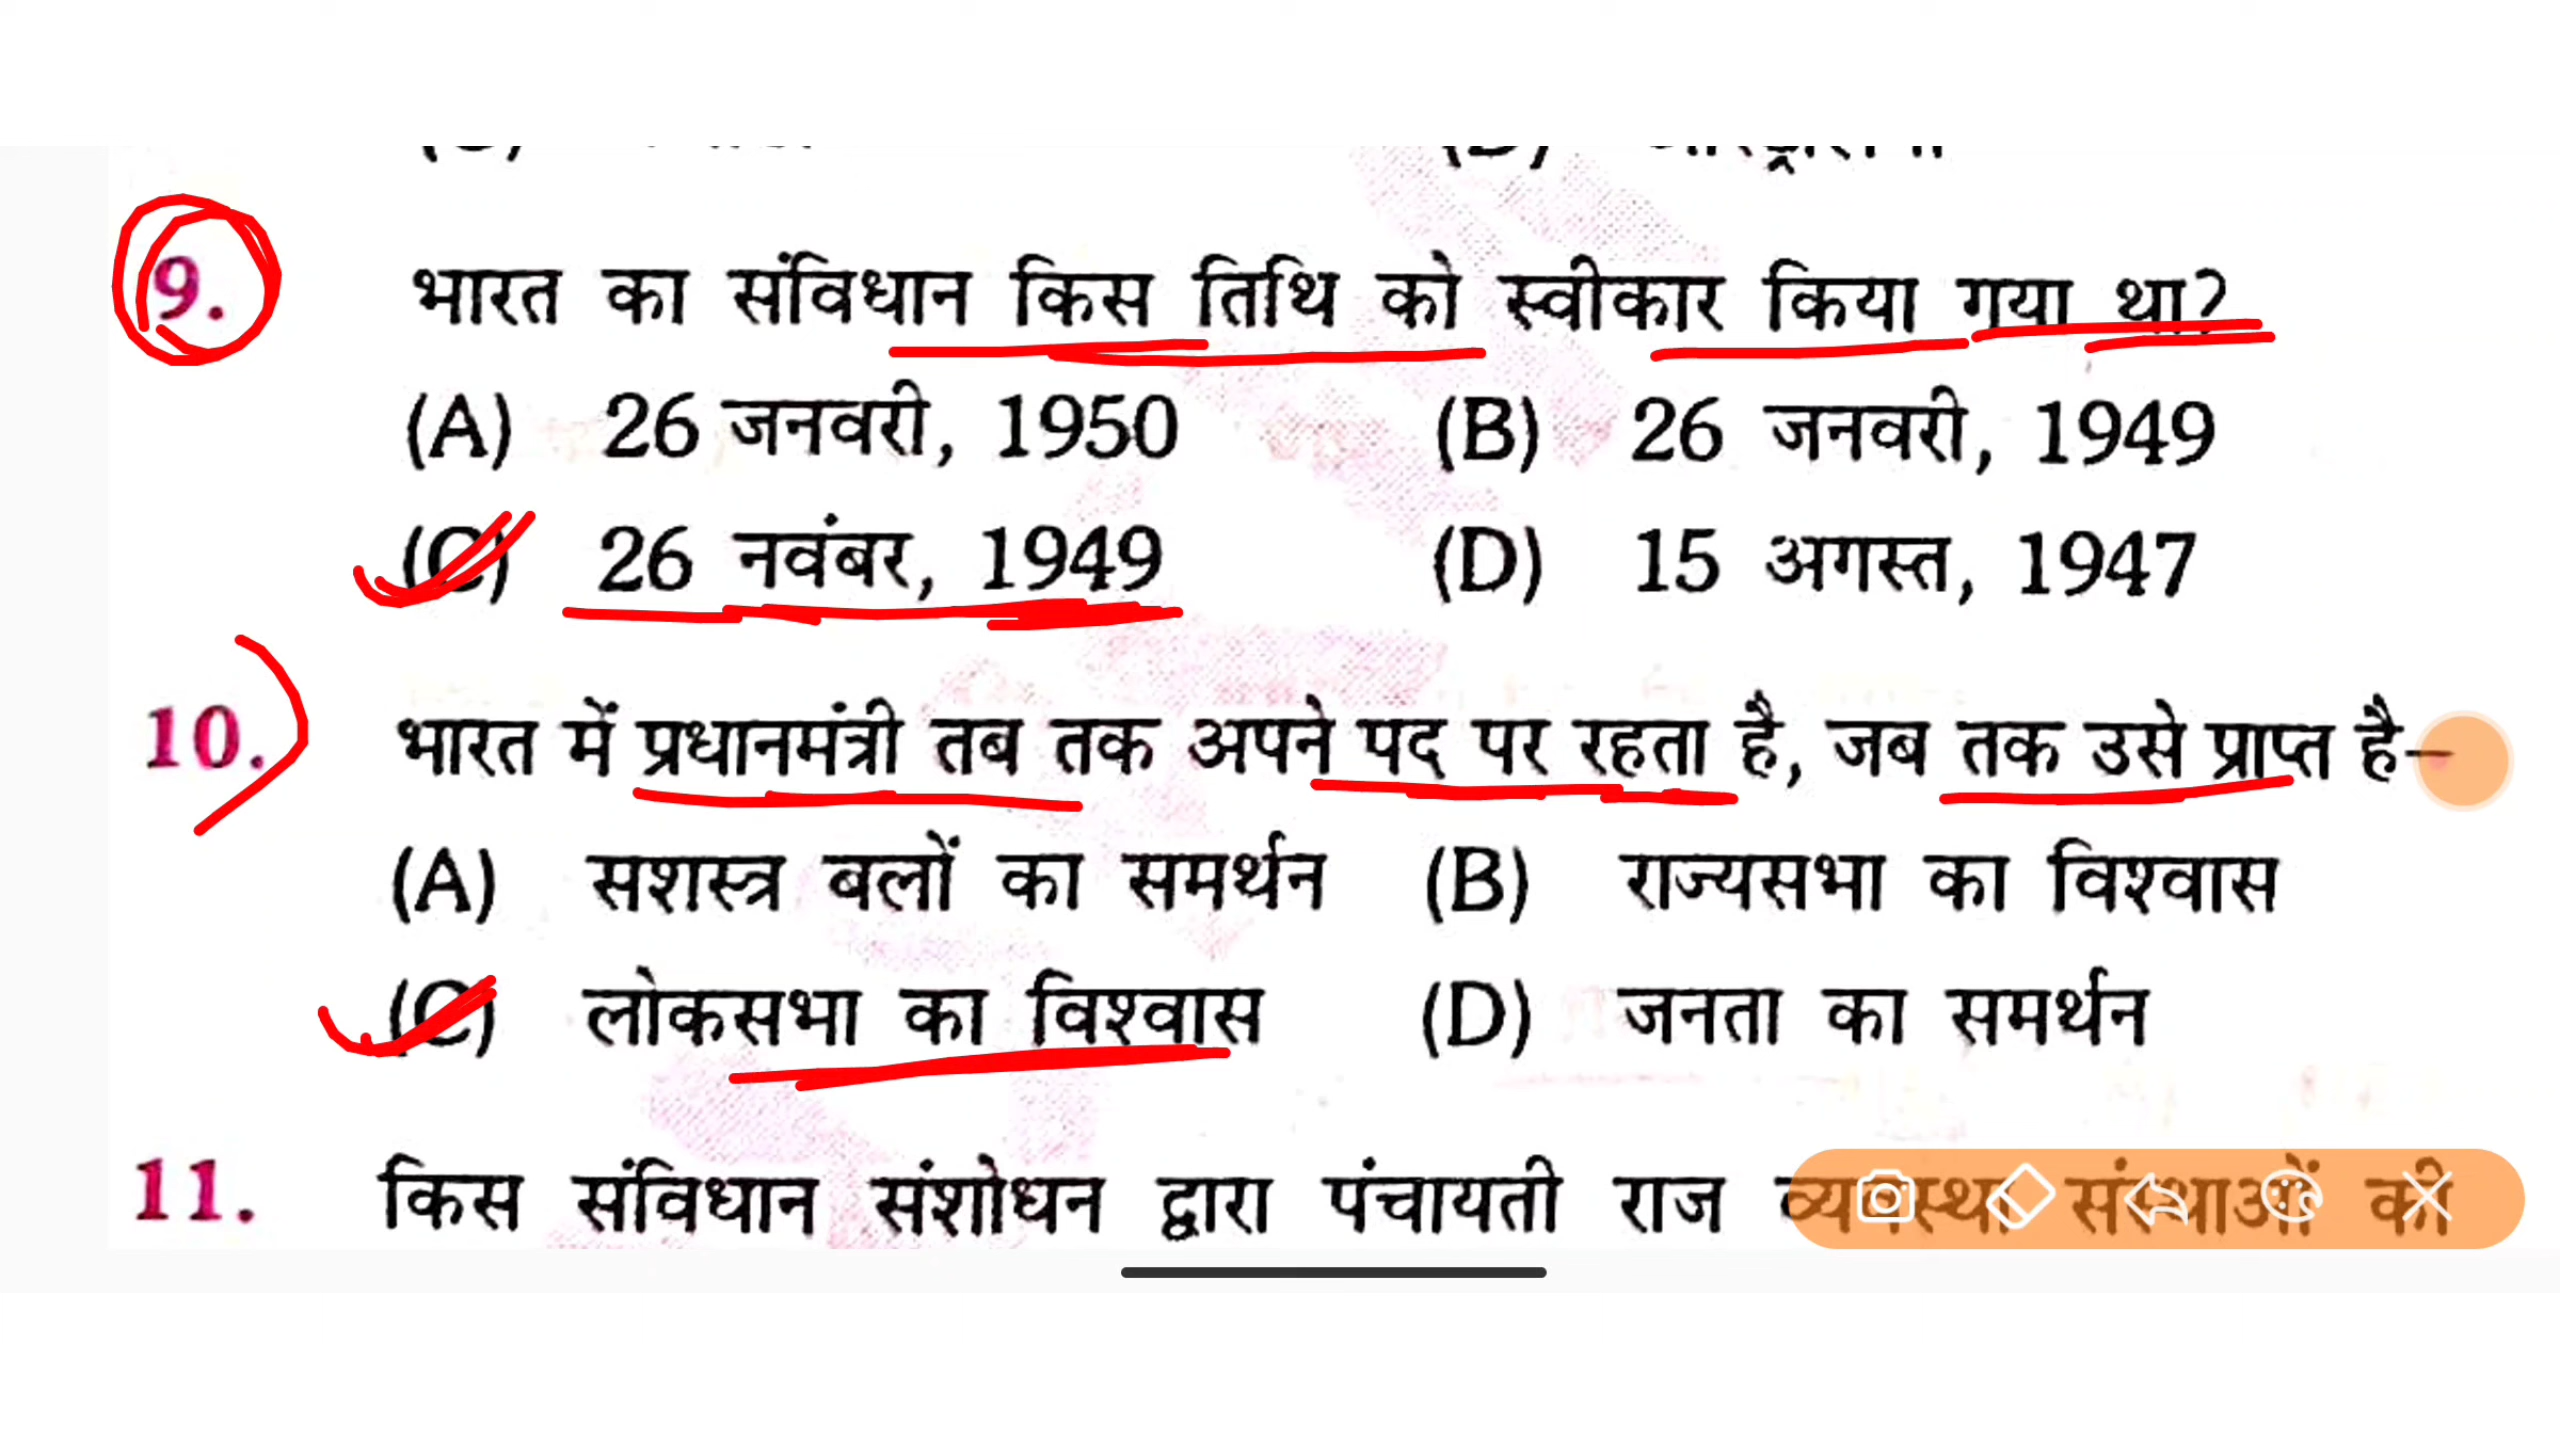 9. भारत का संविधान किस तिथि को स्वीकार किया गया था?
(A) 26 जनवरी, 1950 (B) 26 जनवरी, 1949
(C) 26 नवंबर, 1949 (D) 15 अगस्त, 1947
10. भारत में प्रधानमंत्री तब तक अपने पद पर रहता है, जब तक उसे प्राप्त है–
(A) सशस्त्र बलों का समर्थन (B) राज्यसभा का विश्वास
(C) लोकसभा का विश्वास (D) जनता का समर्थन
11. किस संविधान संशोधन द्वारा पंचायती राज व्यवस्था संस्थाओं की